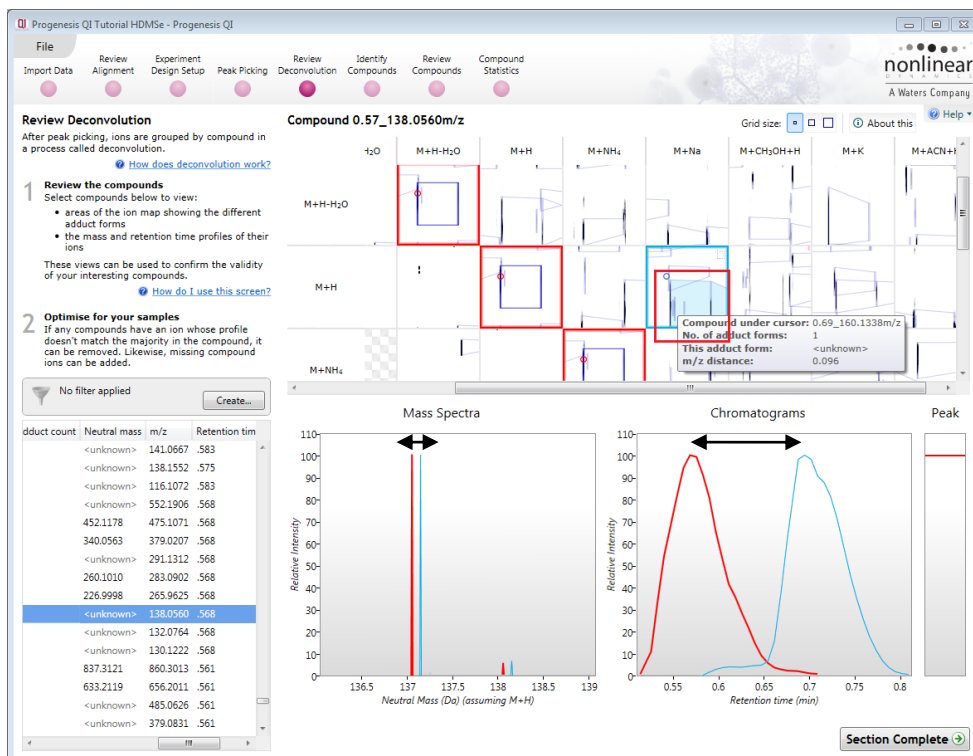 Progenesis QI Tutorial HDMSe - Progenesis QI
File
Import Data
Review Alignment
Experiment Design Setup
Peak Picking
Review Deconvolution
Identify Compounds
Review Compounds
Compound Statistics
nonlinear
DYNAMICS
A Waters Company
Help
Review Deconvolution
After peak picking, ions are grouped by compound in
a process called deconvolution.
How does deconvolution work?
1 Review the compounds
Select compounds below to view:
• areas of the ion map showing the different
adduct forms
• the mass and retention time profiles of their
ions
These views can be used to confirm the validity
of your interesting compounds.
How do I use this screen?
2 Optimise for your samples
If any compounds have an ion whose profile
doesn't match the majority in the compound, it
can be removed. Likewise, missing compound
ions can be added.
No filter applied
Create...
dduct count Neutral mass m/z Retention tim
<unknown> 141.0667 .583
<unknown> 138.1552 .575
<unknown> 116.1072 .583
<unknown> 552.1906 .568
452.1178 475.1071 .568
340.0563 379.0207 .568
<unknown> 291.1312 .568
260.1010 283.0902 .568
226.9998 265.9625 .568
<unknown> 138.0560 .568
<unknown> 132.0764 .568
<unknown> 130.1222 .568
837.3121 860.3013 .561
633.2119 656.2011 .561
<unknown> 485.0626 .561
<unknown> 379.0831 .561
Compound 0.57_138.0560m/z
Grid size:
About this
H₂O M+H-H₂O M+H M+NH₄ M+Na M+CH₃OH+H M+K M+ACN+H
M+H-H₂O
M+H
M+NH₄
Compound under cursor: 0.69_160.1338m/z
No. of adduct forms: 1
This adduct form: <unknown>
m/z distance: 0.096
Mass Spectra
110
100
90
80
70
60
50
40
30
20
10
0
Relative Intensity
136.5 137 137.5 138 138.5 139
Neutral Mass (Da) (assuming M+H)
Chromatograms
110
100
90
80
70
60
50
40
30
20
10
0
Relative Intensity
0.55 0.6 0.65 0.7 0.75 0.8
Retention time (min)
Peak
Section Complete